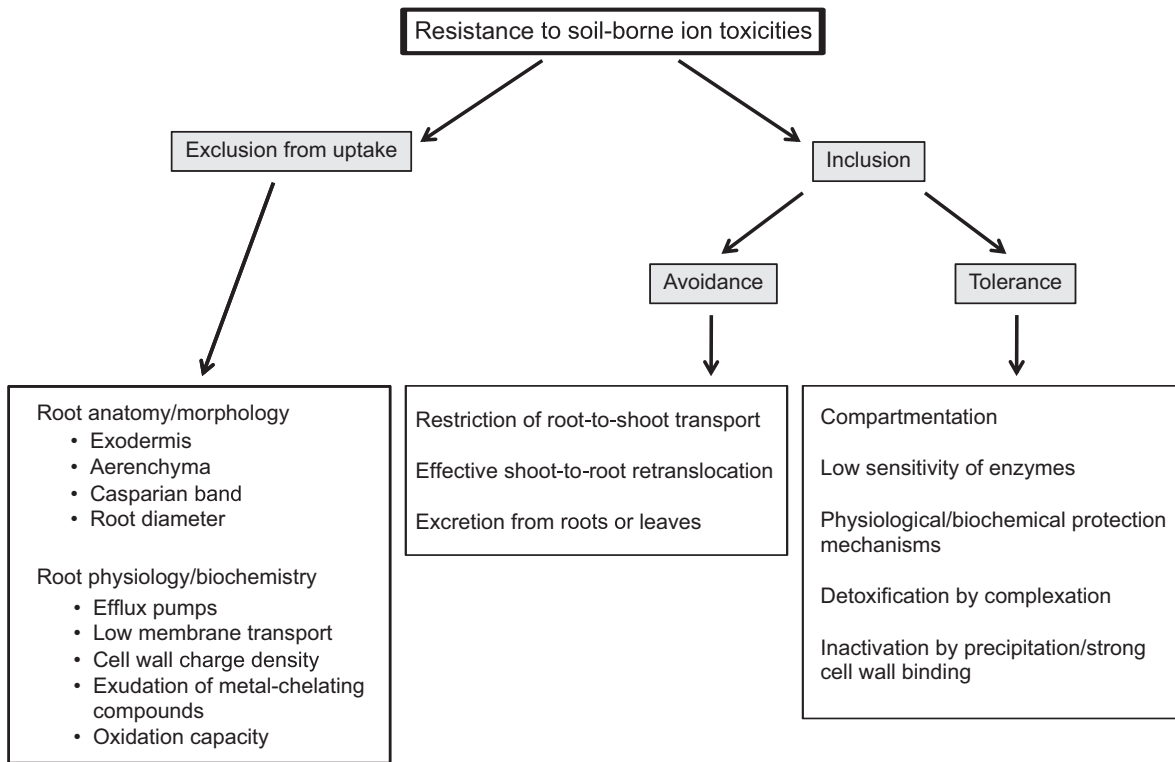 Resistance to soil-borne ion toxicities
Exclusion from uptake
Inclusion
Avoidance
Tolerance
Root anatomy/morphology
• Exodermis
• Aerenchyma
• Casparian band
• Root diameter
Root physiology/biochemistry
• Efflux pumps
• Low membrane transport
• Cell wall charge density
• Exudation of metal-chelating
compounds
• Oxidation capacity
Restriction of root-to-shoot transport
Effective shoot-to-root retranslocation
Excretion from roots or leaves
Compartmentation
Low sensitivity of enzymes
Physiological/biochemical protection
mechanisms
Detoxification by complexation
Inactivation by precipitation/strong
cell wall binding